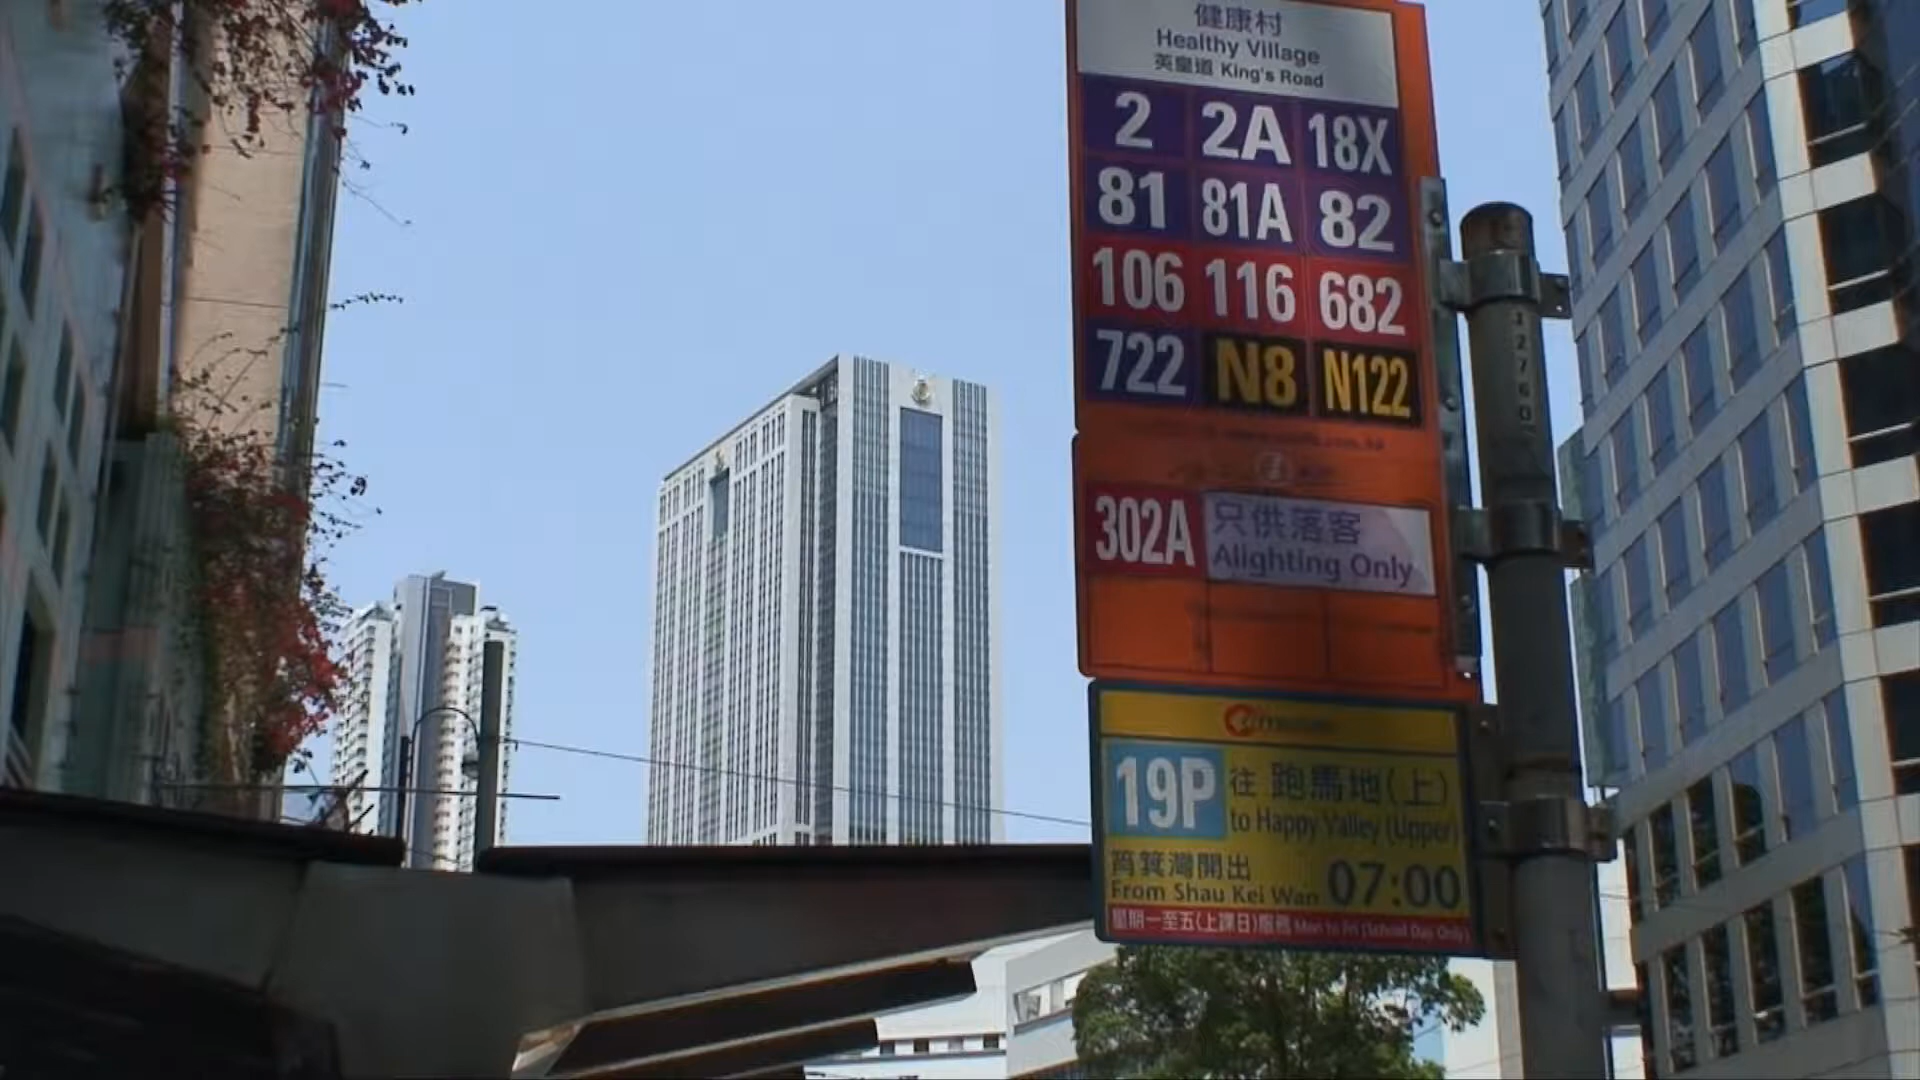 健康村
Healthy Village
英皇道 King's Road
2 2A 18X
81 81A 82
106 116 682
722 N8 N122
302A 只供落客
Alighting Only
19P 往 跑馬地(上)
to Happy Valley (Upper)
筲箕灣開出
From Shau Kei Wan 07:00
星期一至五(上課日)服務 Mon to Fri (School Day Only)
12760